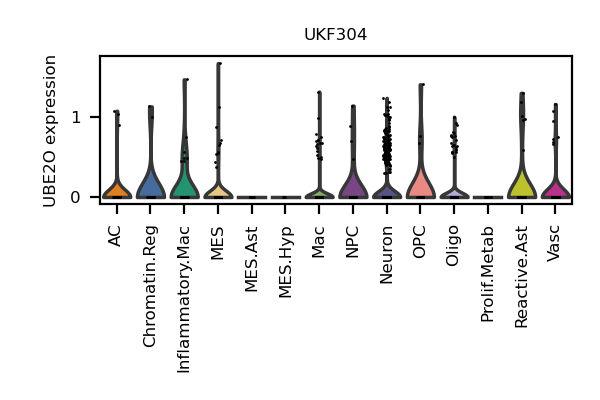 UKF304
UBE2O expression
1
0
AC
Chromatin.Reg
Inflammatory.Mac
MES
MES.Ast
MES.Hyp
Mac
NPC
Neuron
OPC
Oligo
Prolif.Metab
Reactive.Ast
Vasc